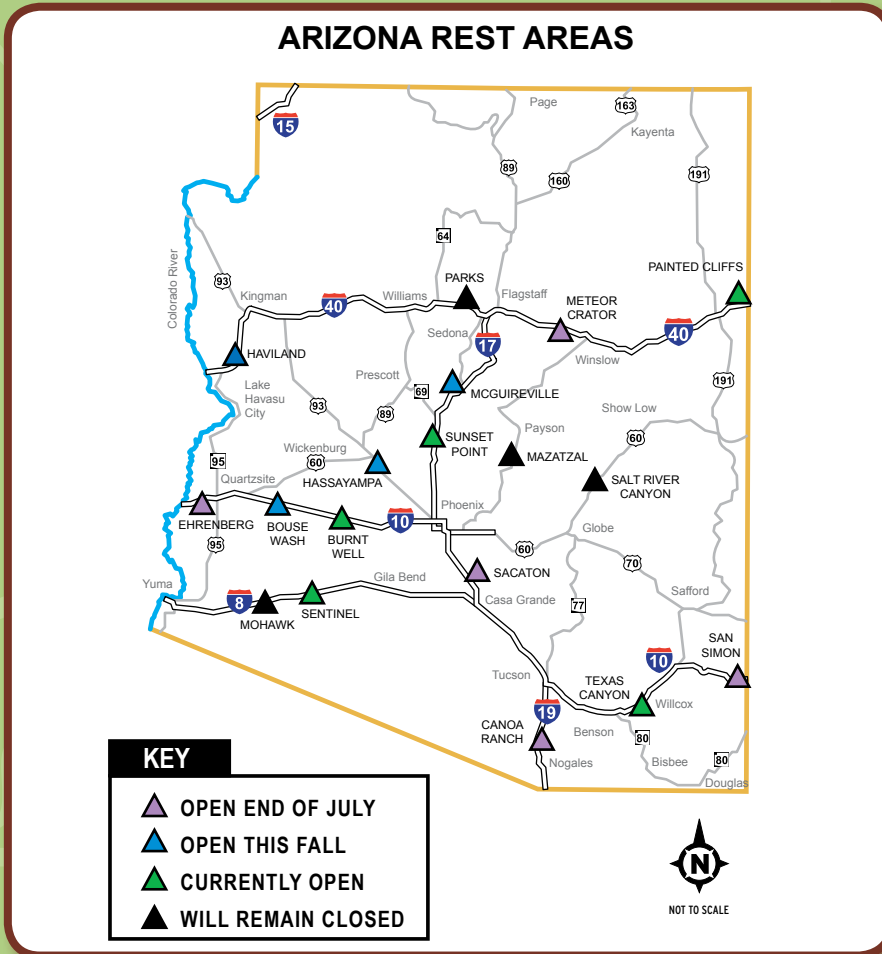 ARIZONA REST AREAS
15
Page
163
Kayenta
89
160
191
Colorado River
64
93
Kingman
40
Williams
PARKS
Flagstaff
METEOR
CRATOR
PAINTED CLIFFS
40
Sedona
17
Winslow
HAVILAND
Prescott
MCGUIREVILLE
191
Lake
Havasu
City
93
69
89
Show Low
Payson
60
SUNSET
POINT
MAZATZAL
Wickenburg
60
HASSAYAMPA
95
Quartzsite
SALT RIVER
CANYON
Phoenix
EHRENBERG
BOUSE
WASH
BURNT
WELL
10
Globe
95
60
70
SACATON
Yuma
Gila Bend
8
MOHAWK
SENTINEL
Casa Grande
77
Safford
SAN
SIMON
10
Tucson
TEXAS
CANYON
Willcox
19
CANOA
RANCH
Benson
80
Nogales
Bisbee
80
Douglas
KEY
OPEN END OF JULY
OPEN THIS FALL
CURRENTLY OPEN
WILL REMAIN CLOSED
N
NOT TO SCALE